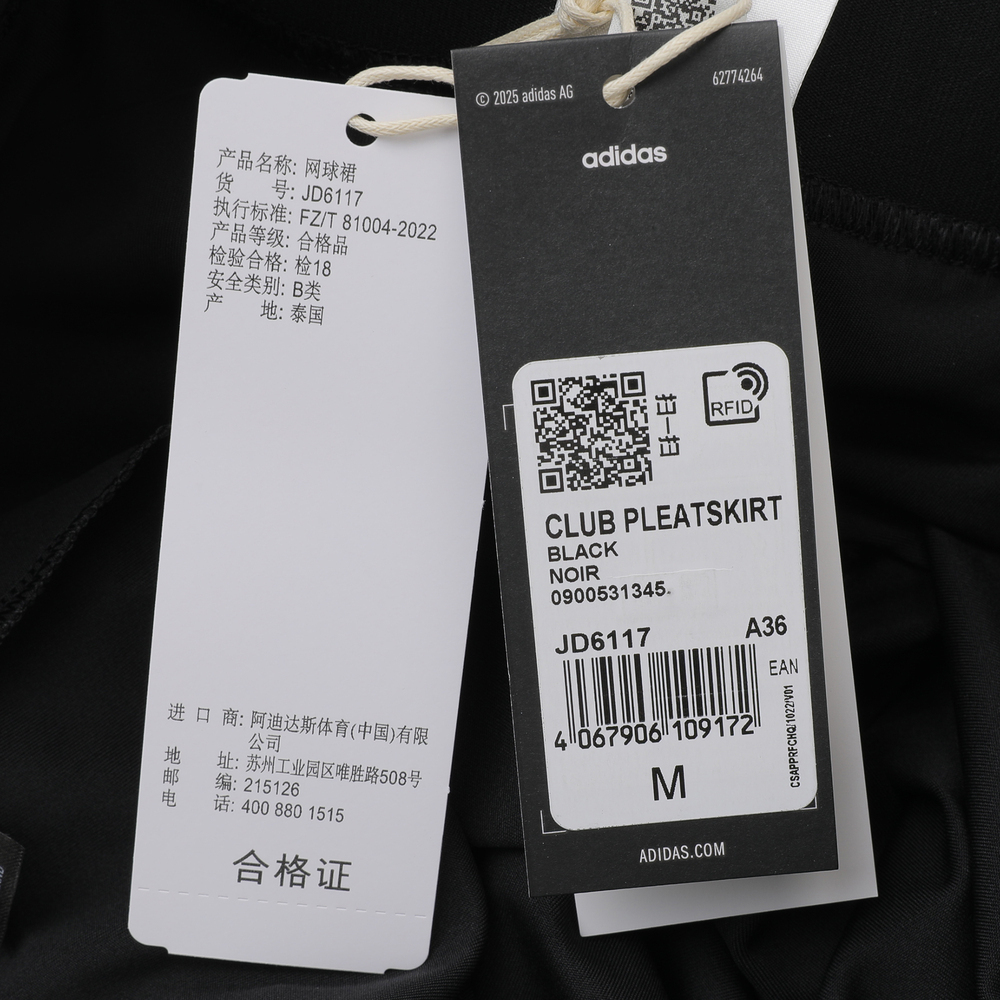 产品名称: 网球裙
货 号: JD6117
执行标准: FZ/T 81004-2022
产品等级: 合格品
检验合格: 检18
安全类别: B类
产 地: 泰国
进 口 商: 阿迪达斯体育(中国)有限
公司
地 址: 苏州工业园区唯胜路508号
邮 编: 215126
电 话: 400 880 1515
合格证
© 2025 adidas AG
62774264
adidas
RFID
CLUB PLEATSKIRT
BLACK
NOIR
0900531345.
JD6117 A36
EAN
4 067906 109172
CSAPPRFCHQ/1022/V01
M
ADIDAS.COM